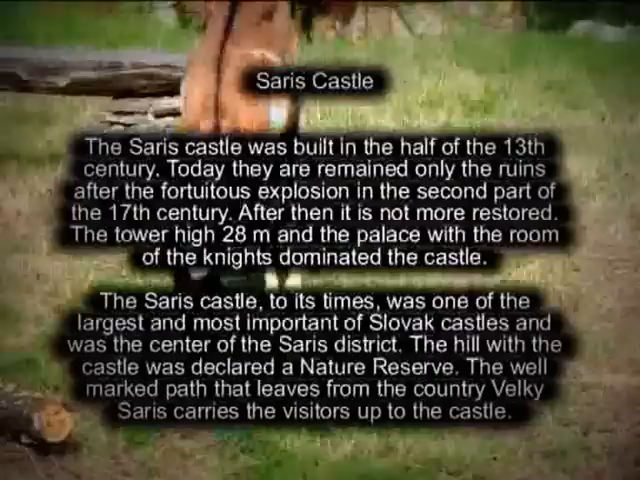 Saris Castle
The Saris castle was built in the half of the 13th
century. Today they are remained only the ruins
after the fortuitous explosion in the second part of
the 17th century. After then it is not more restored.
The tower high 28 m and the palace with the room
of the knights dominated the castle.
The Saris castle, to its times, was one of the
largest and most important of Slovak castles and
was the center of the Saris district. The hill with the
castle was declared a Nature Reserve. The well
marked path that leaves from the country Velky
Saris carries the visitors up to the castle.